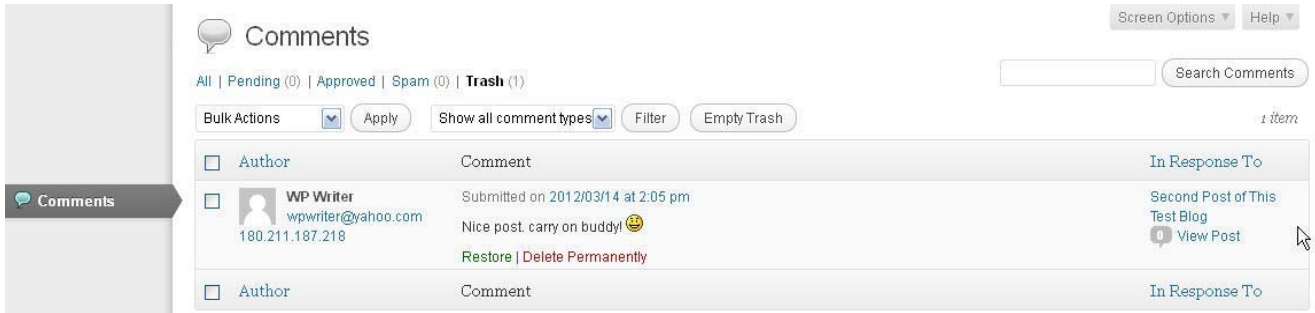 Screen Options Help
Comments
All | Pending (0) | Approved | Spam (0) | Trash (1)
Search Comments
Bulk Actions Apply Show all comment types Filter Empty Trash 1 item
Author Comment In Response To
Comments
WP Writer
wpwriter@yahoo.com
180.211.187.218
Submitted on 2012/03/14 at 2:05 pm
Nice post. carry on buddy!
Restore | Delete Permanently
Second Post of This
Test Blog
0 View Post
Author Comment In Response To